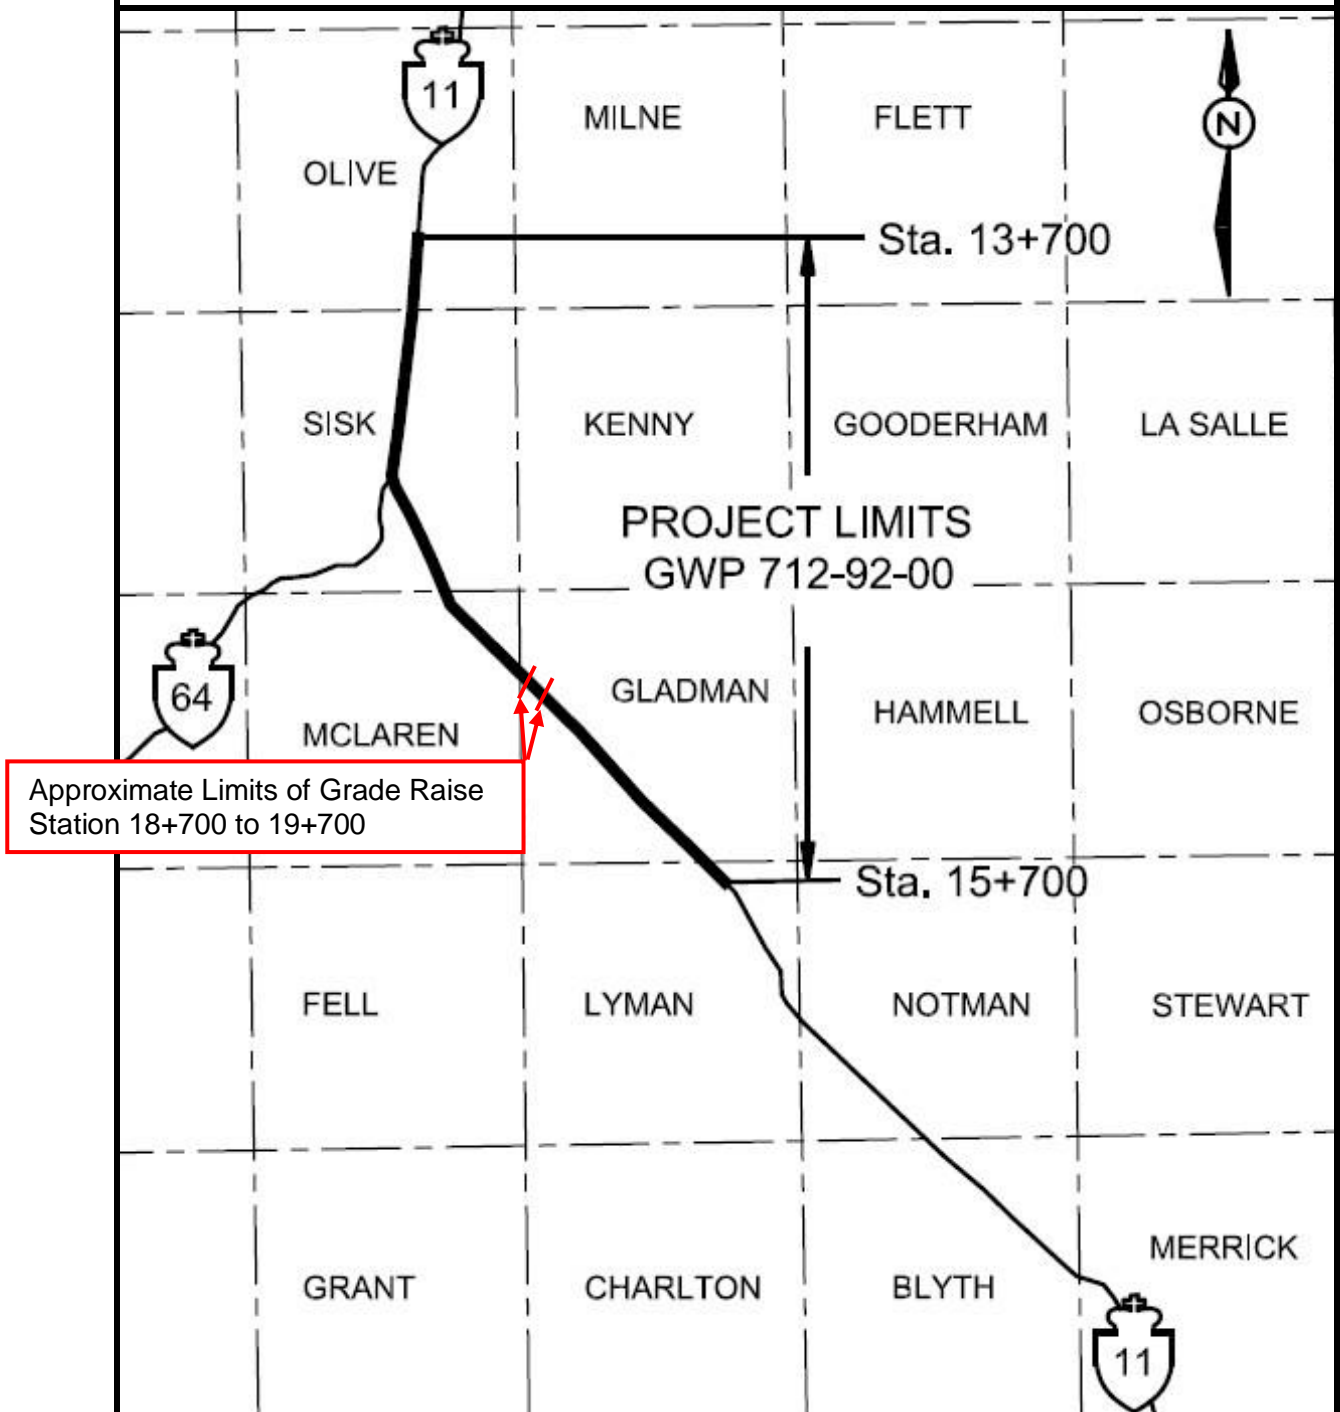 11
MILNE
FLETT
N
OLIVE
Sta. 13+700
SISK
KENNY
GOODERHAM
LA SALLE
PROJECT LIMITS
GWP 712-92-00
64
GLADMAN
HAMMELL
OSBORNE
MCLAREN
Approximate Limits of Grade Raise
Station 18+700 to 19+700
Sta. 15+700
FELL
LYMAN
NOTMAN
STEWART
MERRICK
GRANT
CHARLTON
BLYTH
11